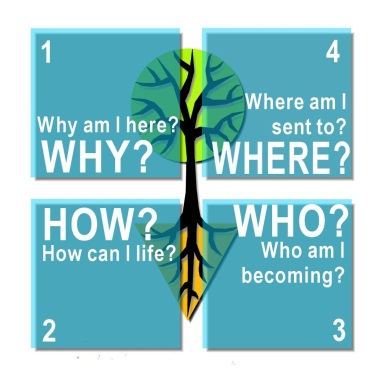 1
Why am I here?
WHY?
4
Where am I
sent to?
WHERE?
HOW?
How can I life?
2
WHO?
Who am I
becoming?
3